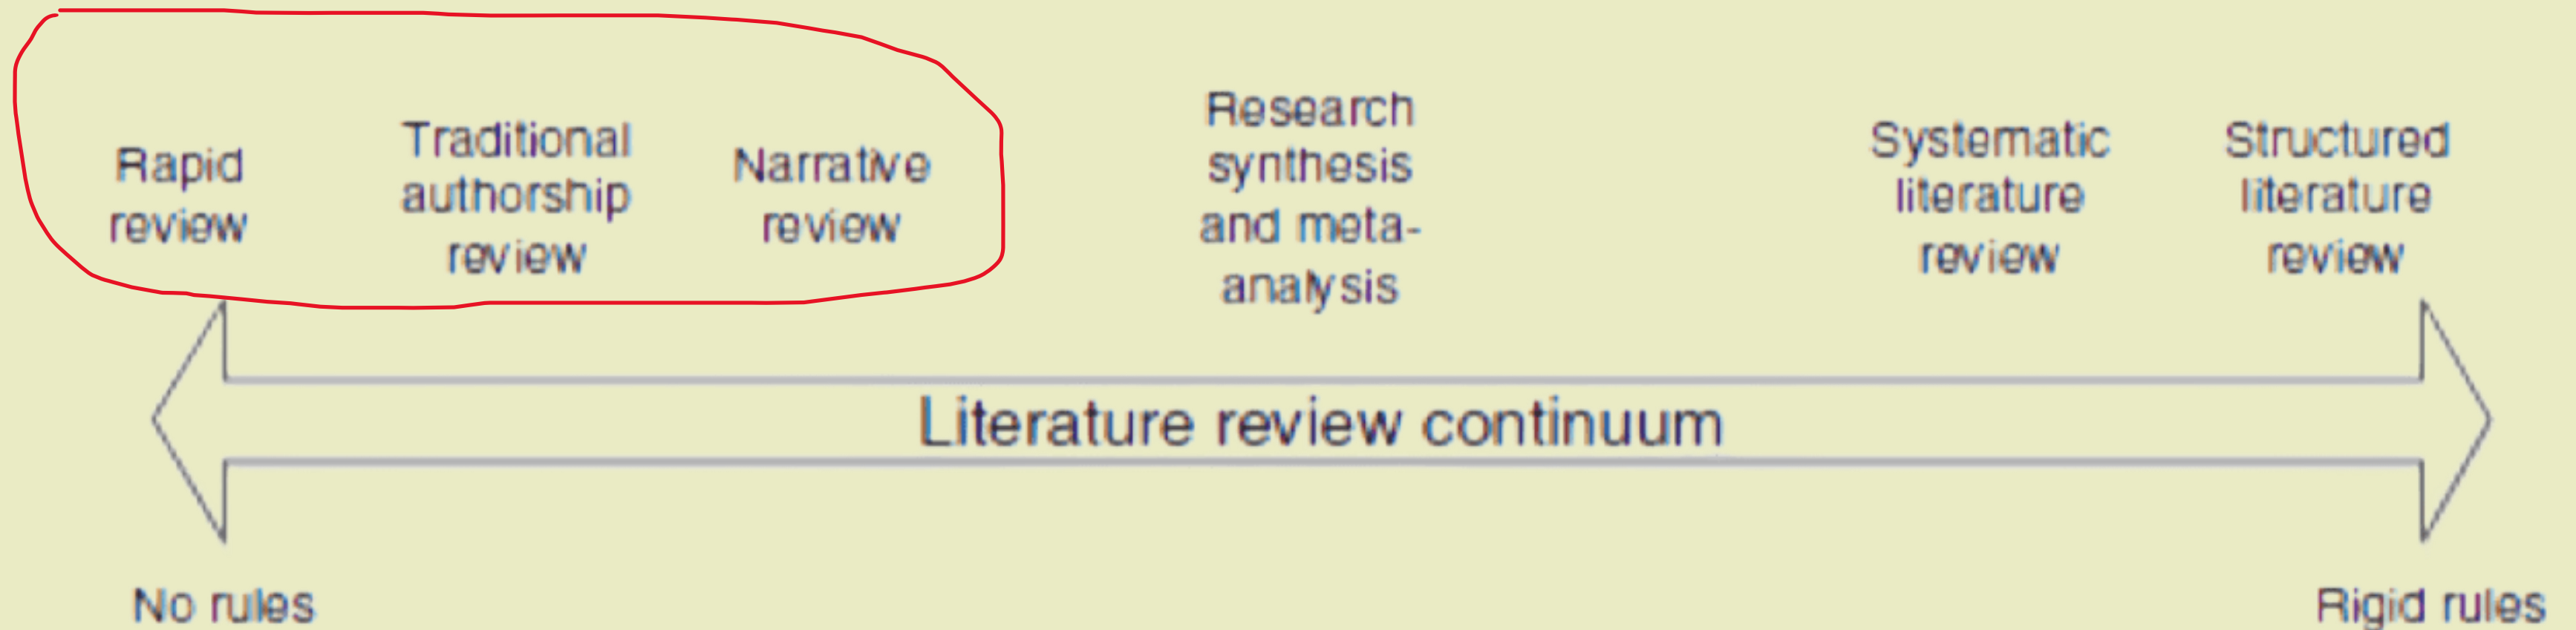 Rapid
review
Traditional
authorship
review
Narrative
review
Research
synthesis
and meta-
analysis
Systematic
literature
review
Structured
literature
review
Literature review continuum
No rules
Rigid rules